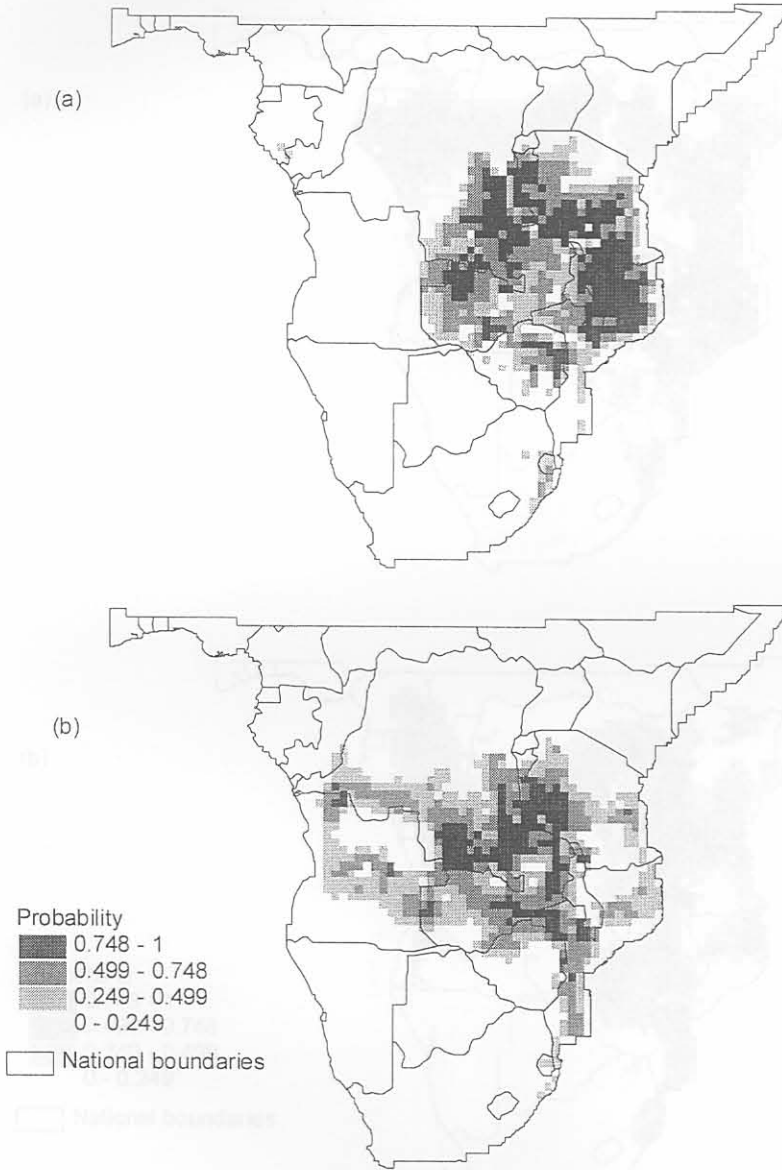 (a)
(b)
Probability
0.748 - 1
0.499 - 0.748
0.249 - 0.499
0 - 0.249
National boundaries